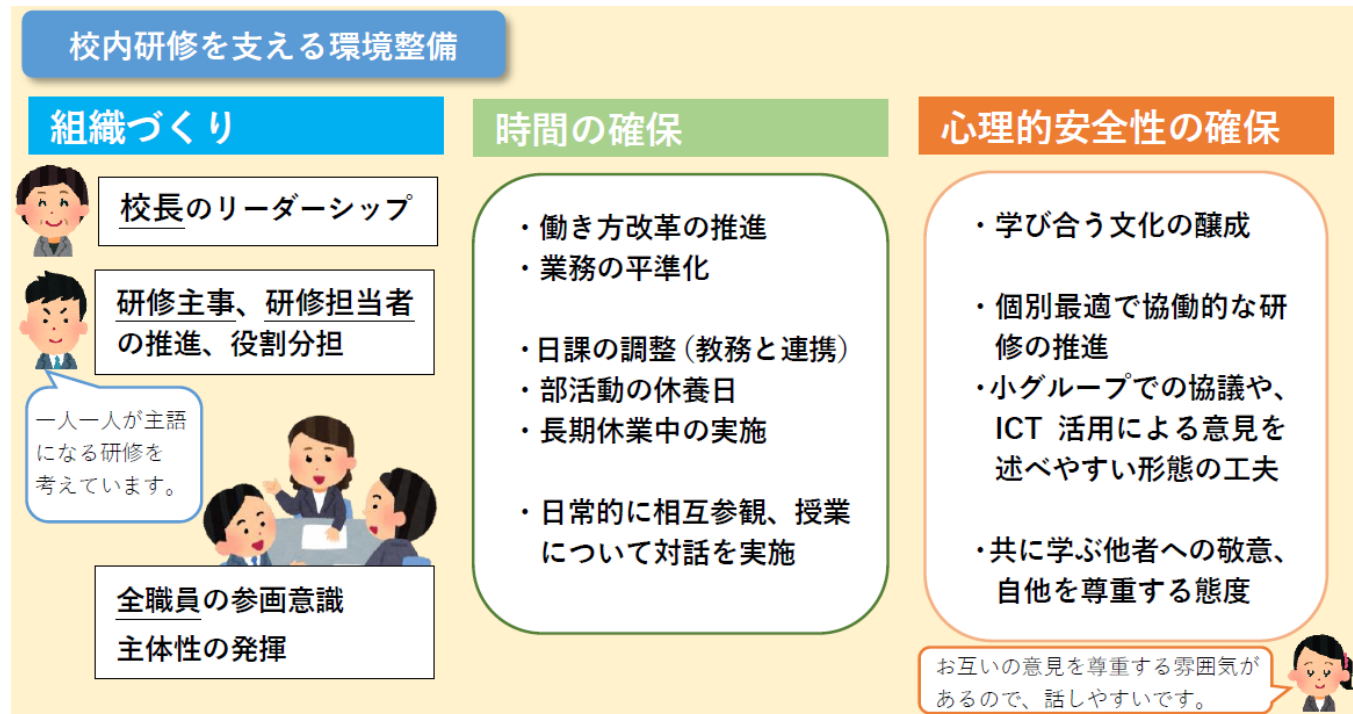 校内研修を支える環境整備
組織づくり
校長のリーダーシップ
研修主事、研修担当者
の推進、役割分担
一人一人が主語
になる研修を
考えています。
全職員の参画意識
主体性の発揮
時間の確保
・働き方改革の推進
・業務の平準化
・日課の調整(教務と連携)
・部活動の休養日
・長期休業中の実施
・日常的に相互参観、授業
について対話を実施
心理的安全性の確保
・学び合う文化の醸成
・個別最適で協働的な研
修の推進
・小グループでの協議や、
ICT 活用による意見を
述べやすい形態の工夫
・共に学ぶ他者への敬意、
自他を尊重する態度
お互いの意見を尊重する雰囲気が
あるので、話しやすいです。